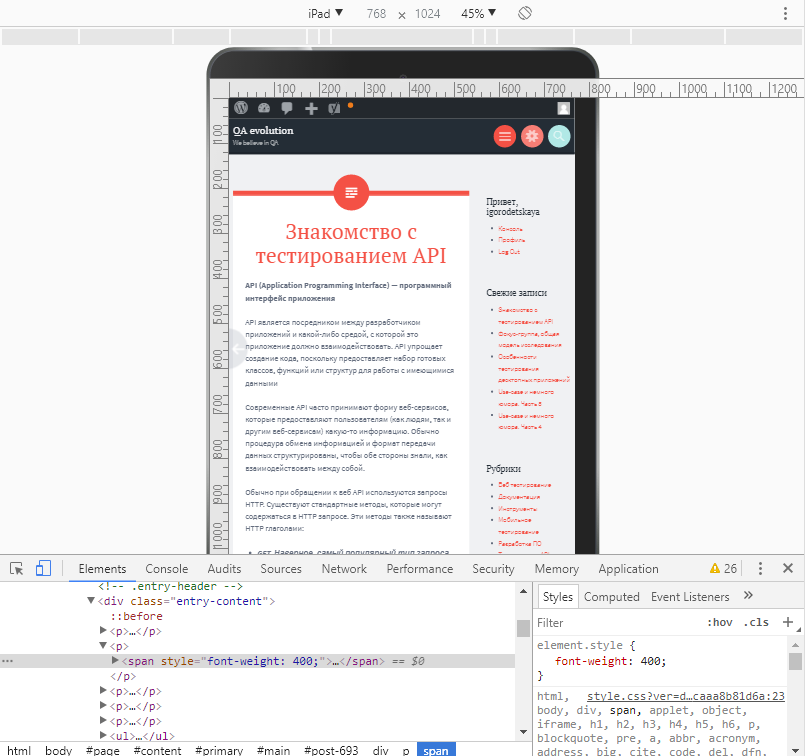 iPad ▼ 768 × 1024 45% ▼
100 200 300 400 500 600 700 800 900 1000 1100 1200
100
200
300
400
500
600
700
800
900
1000
QA evolution
We believe in QA
Знакомство с
тестированием API
API (Application Programming Interface) — программный
интерфейс приложения
API является посредником между разработчиком
приложений и какой-либо средой, с которой это
приложение должно взаимодействовать. API упрощает
создание кода, поскольку предоставляет набор готовых
классов, функций или структур для работы с имеющимися
данными
Современные API часто принимают форму веб-сервисов,
которые предоставляют пользователям (как людям, так и
другим веб-сервисам) какую-то информацию. Обычно
процедура обмена информацией и формат передачи
данных структурированы, чтобы обе стороны знали, как
взаимодействовать между собой.
Обычно при обращении к веб API используются запросы
HTTP. Существуют стандартные методы, которые могут
содержаться в HTTP запросе. Эти методы также называют
HTTP глаголами:
GET. Наверное, самый популярный тип запроса.
Привет,
igorodetskaya
Консоль
Профиль
Log Out
Свежие записи
Знакомство с
тестированием API
Фокус-группа, общая
модель исследования
Особенности
тестирования
десктопных приложений
Use-case и немного
юмора. Часть 5
Use-case и немного
юмора. Часть 4
Рубрики
Веб тестирование
Документация
Инструменты
Мобильное
тестирование
Разработка ПО
Elements Console Audits Sources Network Performance Security Memory Application ⚠ 26
<!-- .entry-header -->
▼<div class="entry-content">
::before
▶<p>…</p>
▼<p>
••• ▶<span style="font-weight: 400;">…</span> == $0
</p>
▶<p>…</p>
▶<p>…</p>
▶<p>…</p>
▶<ul>…</ul>
html body #page #content #primary #main #post-693 div p span
Styles Computed Event Listeners »
Filter :hov .cls +
element.style {
font-weight: 400;
}
html, style.css?ver=d…caaa8b81d6a:23
body, div, span, applet, object,
iframe, h1, h2, h3, h4, h5, h6, p,
blockquote, pre, a, abbr, acronym,
address, big, cite, code, del, dfn,